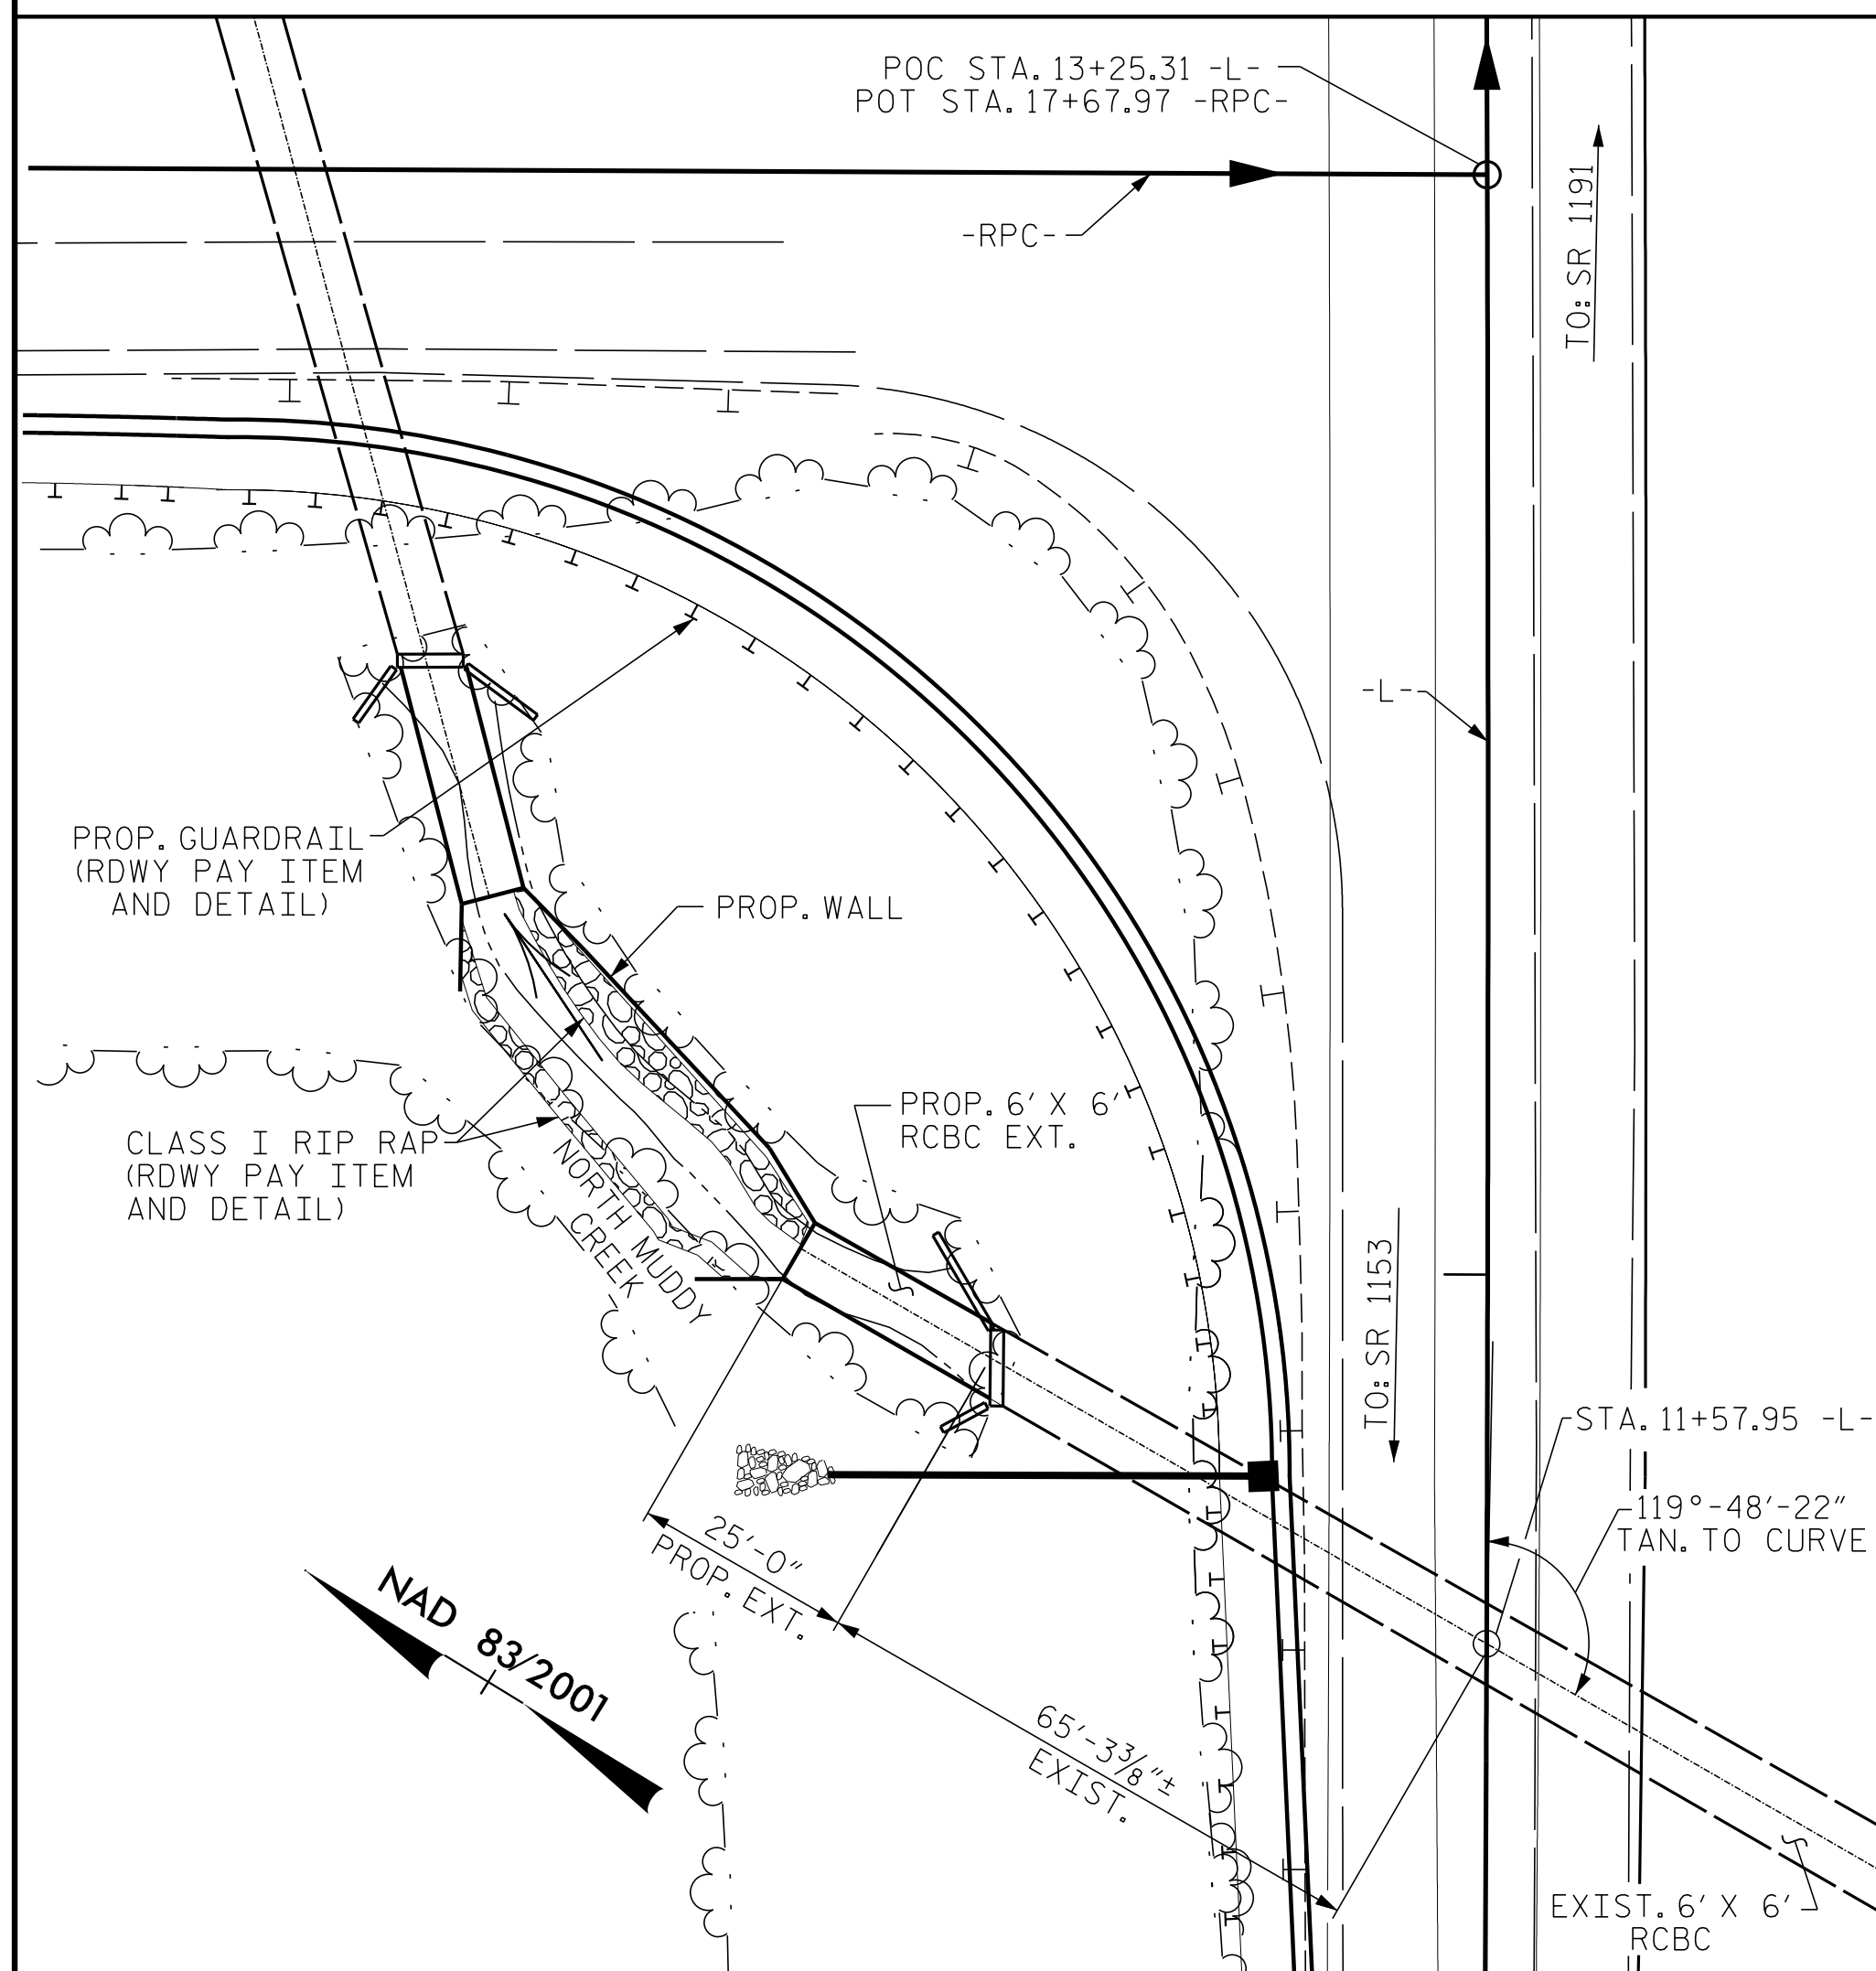 POC STA. 13+25.31 -L-
POT STA. 17+67.97 -RPC-
-RPC-
TO: SR 1191
-L-
PROP. GUARDRAIL
(RDWY PAY ITEM
AND DETAIL)
PROP. WALL
PROP. 6' X 6'
RCBC EXT.
CLASS I RIP RAP
(RDWY PAY ITEM
AND DETAIL)
NORTH MUDDY
CREEK
TO: SR 1153
STA. 11+57.95 -L-
119°-48'-22"
TAN. TO CURVE
25'-0"
PROP. EXT.
NAD 83/2001
65'-3⅜"±
EXIST.
EXIST. 6' X 6'
RCBC